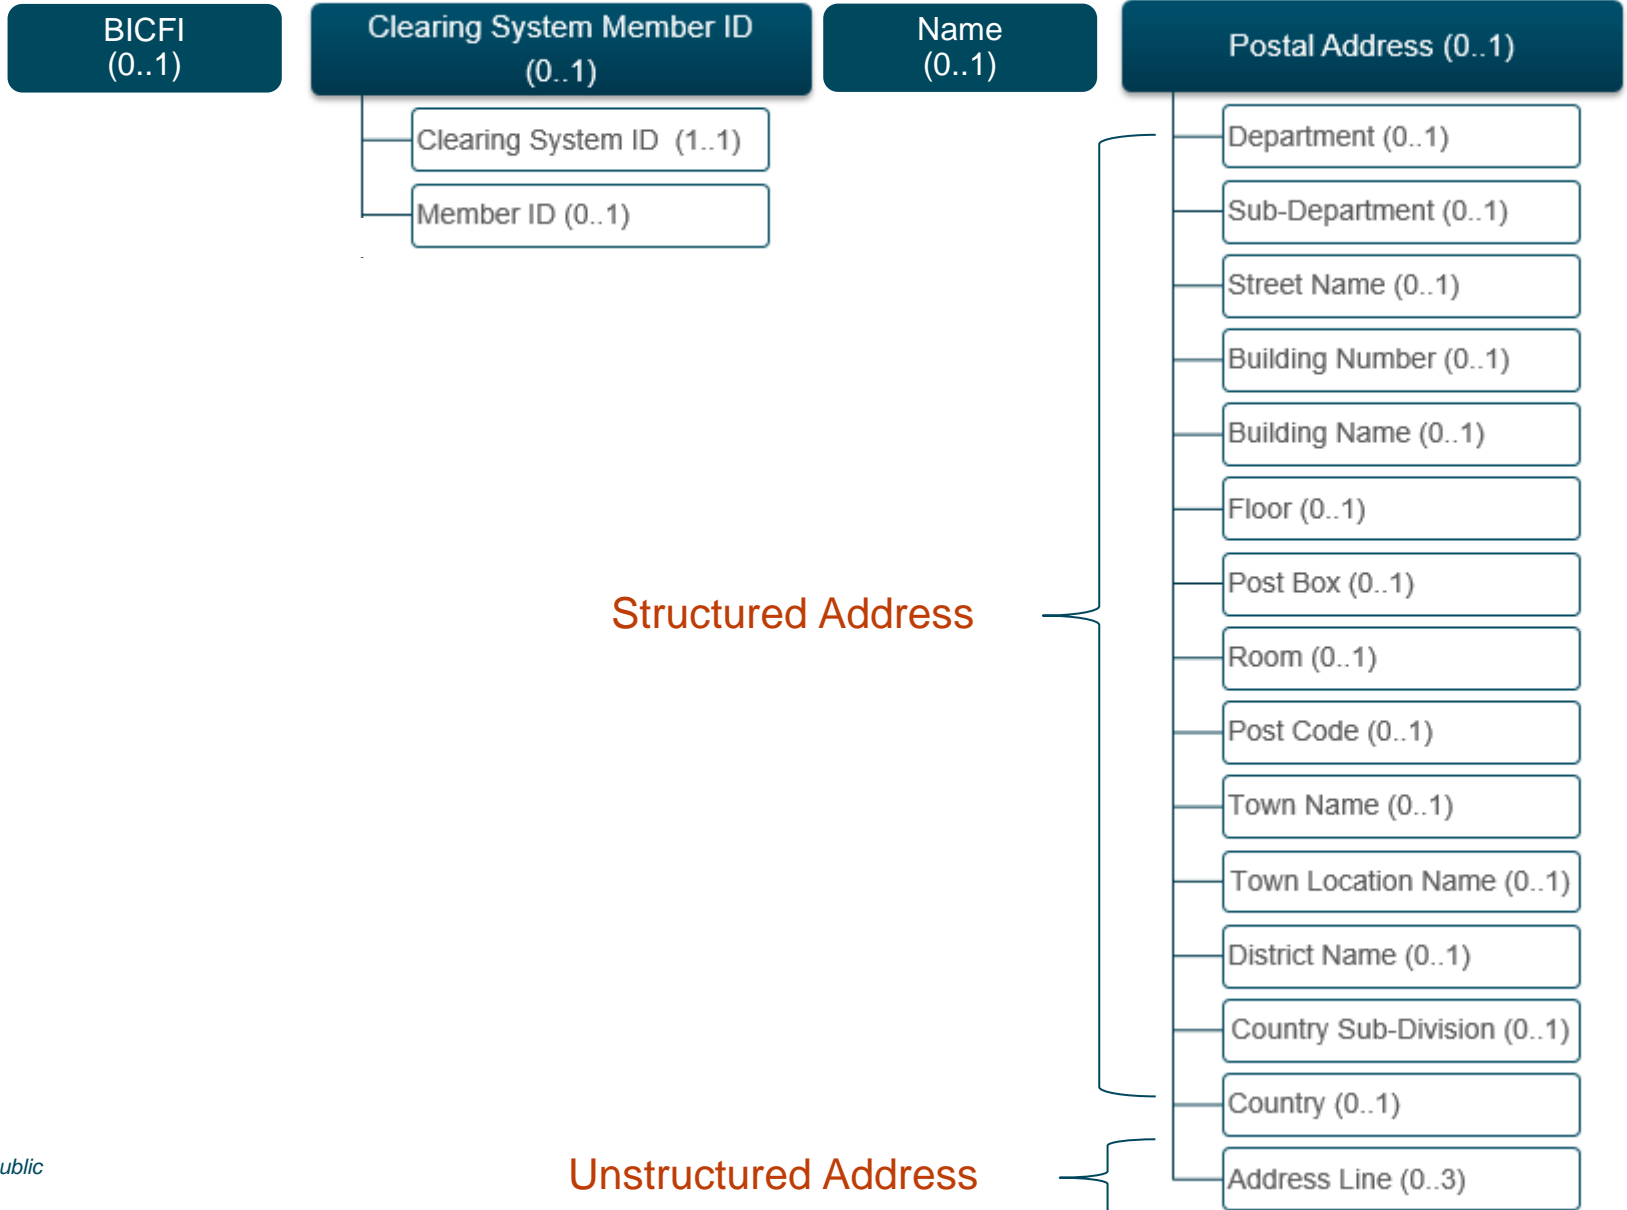 BICFI
(0..1)
Clearing System Member ID
(0..1)
Clearing System ID (1..1)
Member ID (0..1)
Name
(0..1)
Postal Address (0..1)
Department (0..1)
Sub-Department (0..1)
Street Name (0..1)
Building Number (0..1)
Building Name (0..1)
Floor (0..1)
Post Box (0..1)
Room (0..1)
Post Code (0..1)
Town Name (0..1)
Town Location Name (0..1)
District Name (0..1)
Country Sub-Division (0..1)
Country (0..1)
Address Line (0..3)
Structured Address
Unstructured Address
ublic